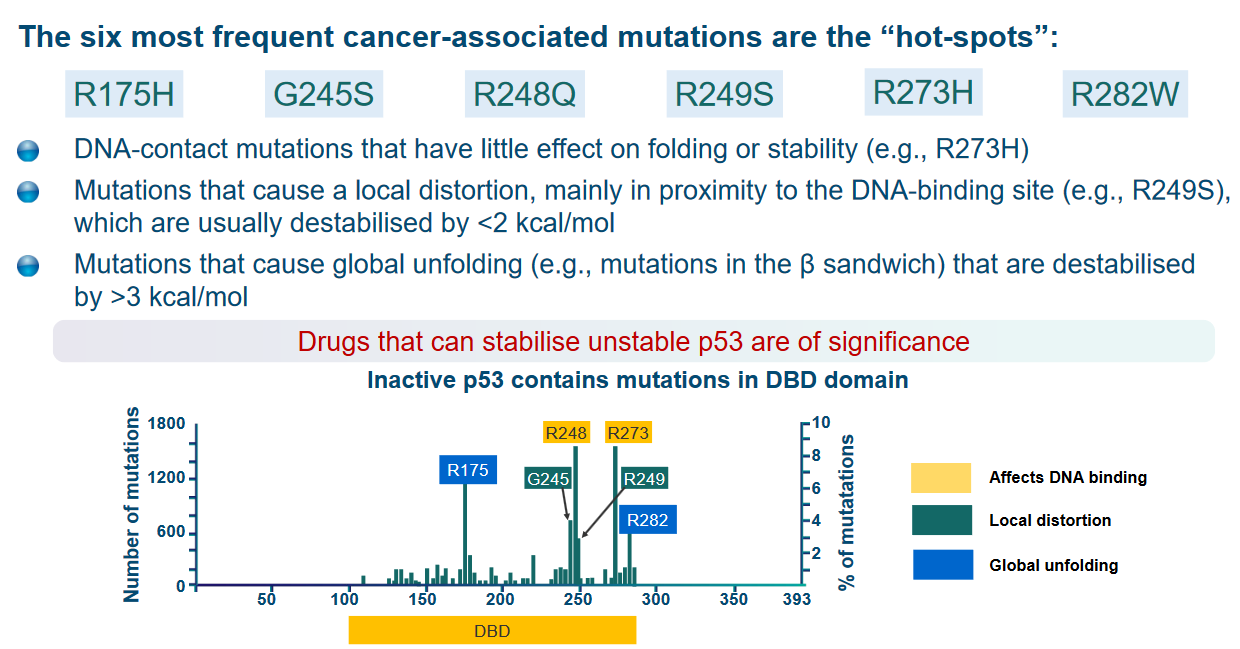 The six most frequent cancer-associated mutations are the “hot-spots”:
R175H G245S R248Q R249S R273H R282W
DNA-contact mutations that have little effect on folding or stability (e.g., R273H)
Mutations that cause a local distortion, mainly in proximity to the DNA-binding site (e.g., R249S),
which are usually destabilised by <2 kcal/mol
Mutations that cause global unfolding (e.g., mutations in the β sandwich) that are destabilised
by >3 kcal/mol
Drugs that can stabilise unstable p53 are of significance
Inactive p53 contains mutations in DBD domain
Number of mutations
1800
1200
600
0
R175
G245
R248
R273
R249
R282
10
8
6
4
2
% of mutatations
50 100 150 200 250 300 350 393
DBD
Affects DNA binding
Local distortion
Global unfolding